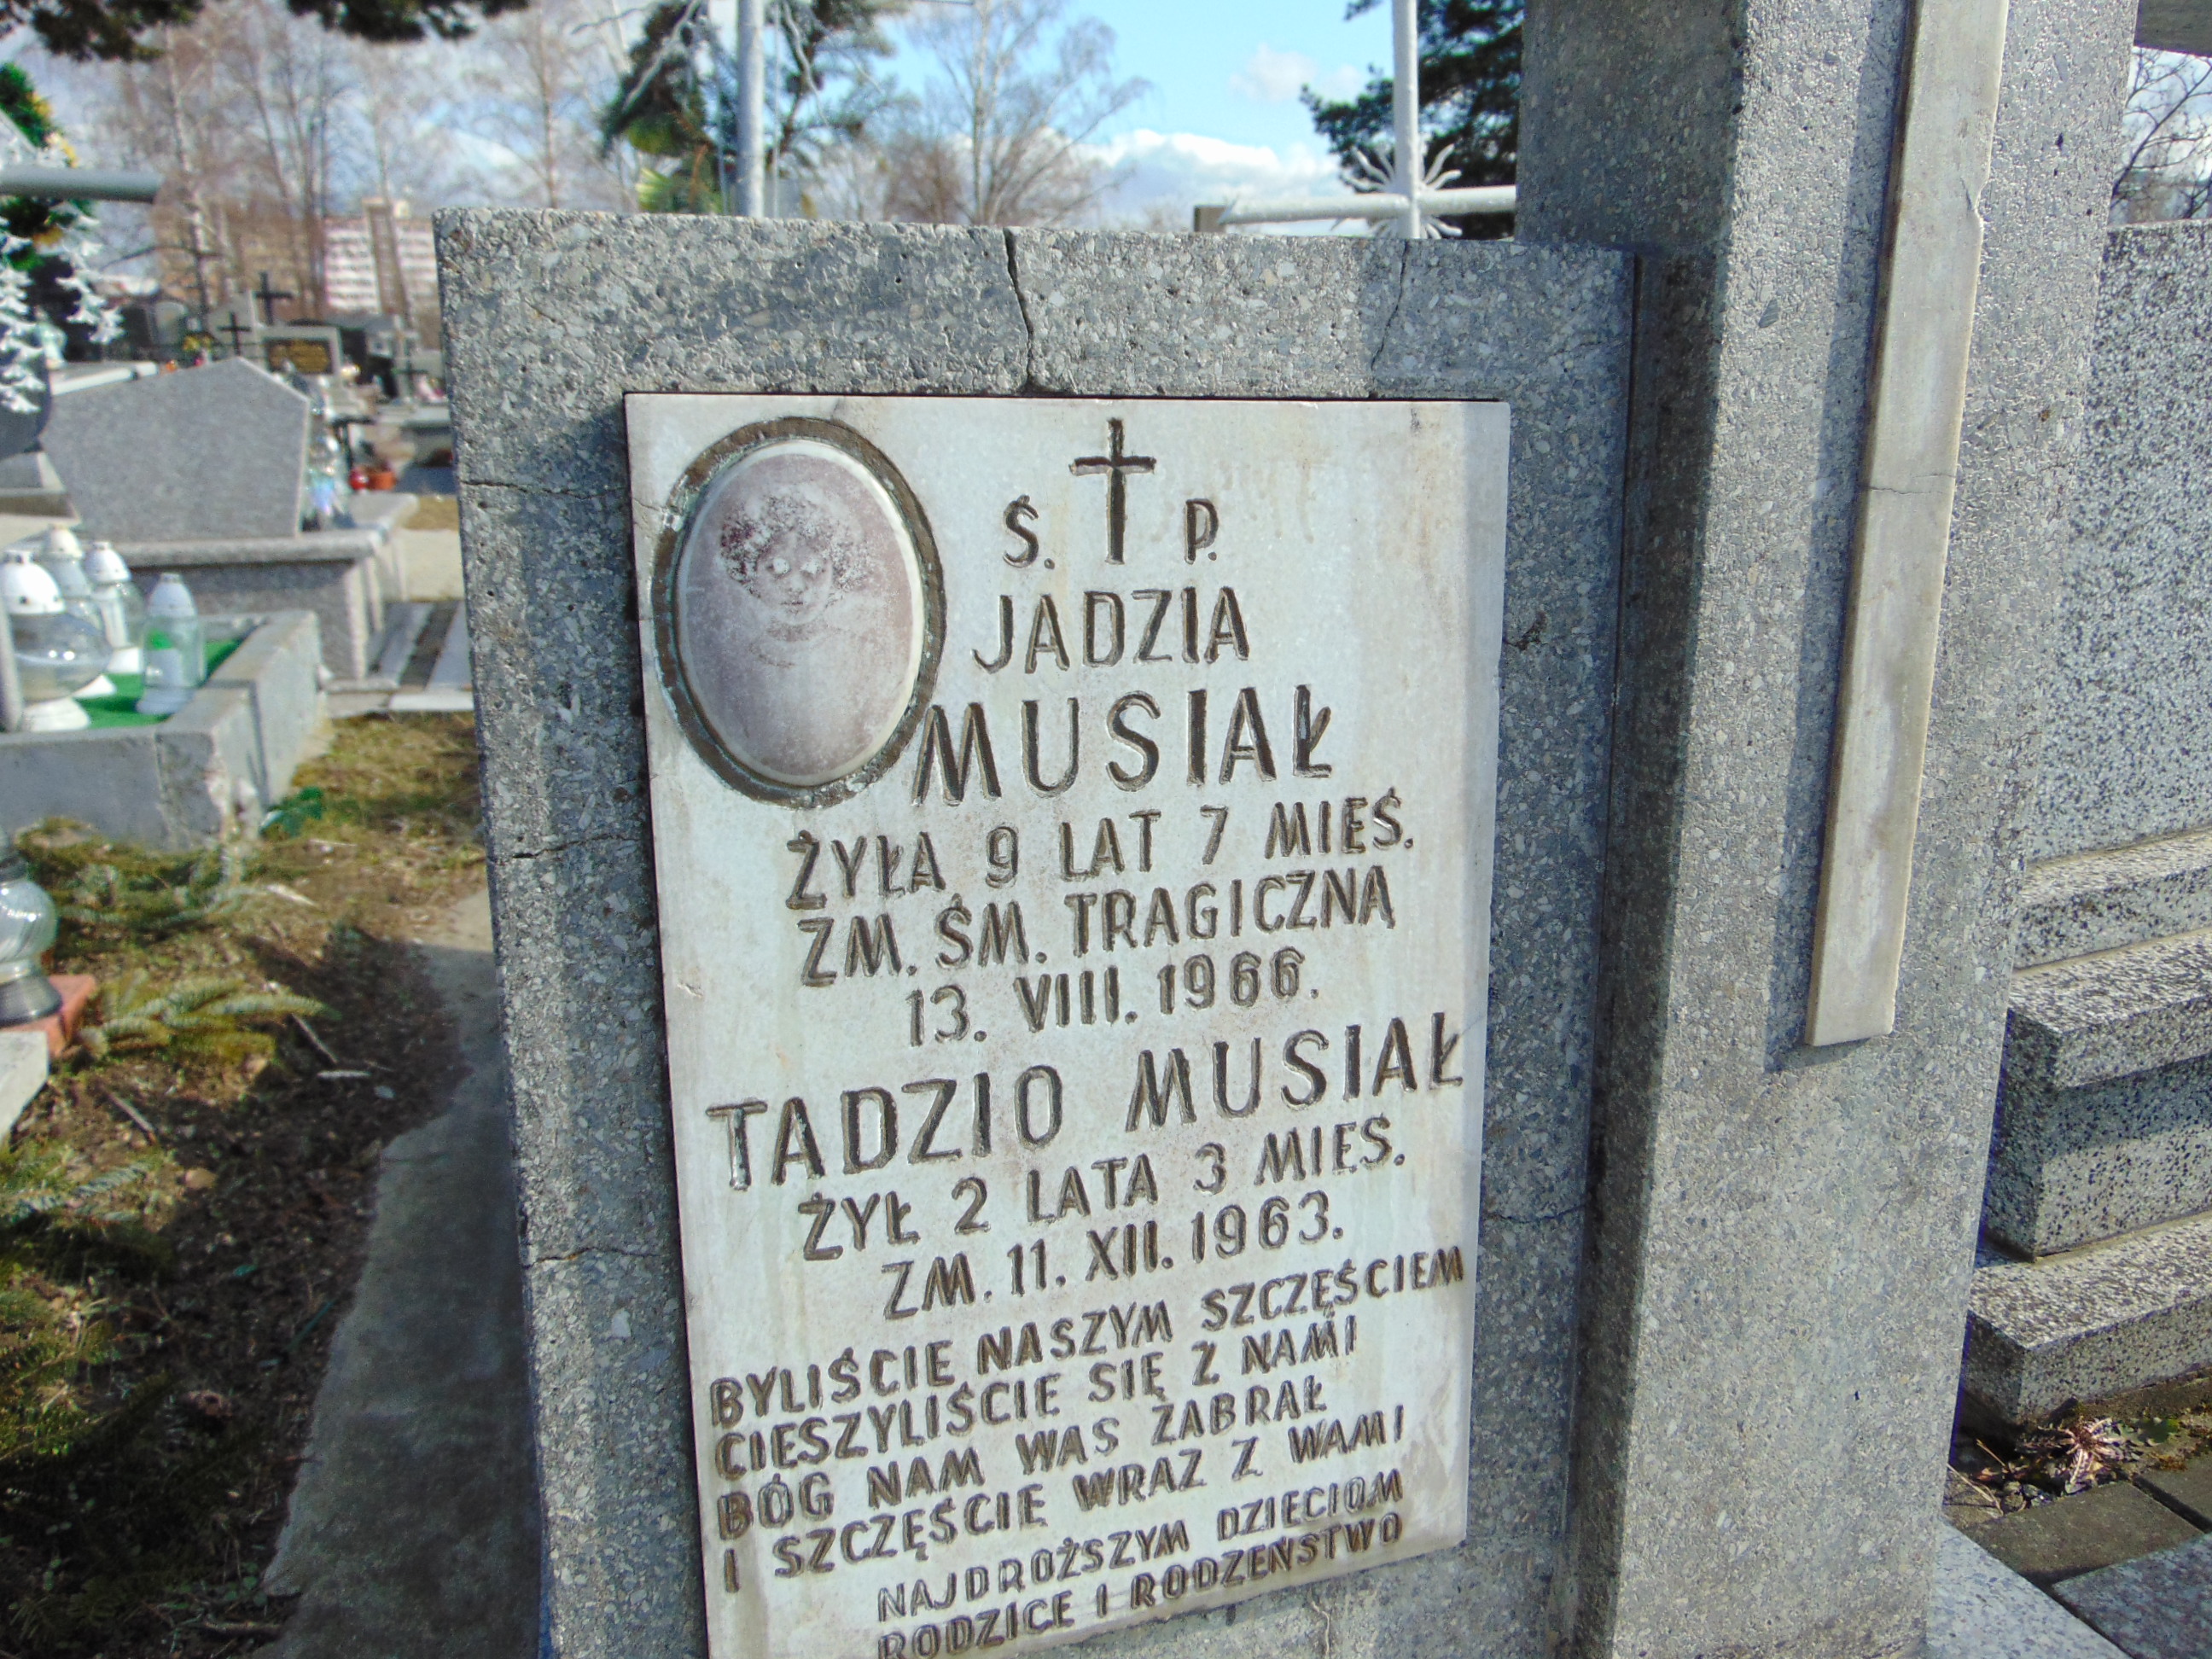 Ś. P.
JADZIA
MUSIAŁ
ŻYŁA 9 LAT 7 MIEŚ.
ZM. ŚM. TRAGICZNĄ
13. VIII. 1966.
TADZIO MUSIAŁ
ŻYŁ 2 LATA 3 MIEŚ.
ZM. 11. XII. 1963.
BYLIŚCIE NASZYM SZCZĘŚCIEM
CIESZYLIŚCIE SIĘ Z NAMI
BÓG NAM WAS ZABRAŁ
I SZCZĘŚCIE WRAZ Z WAMI
NAJDROŻSZYM DZIECIOM
RODZICE I RODZEŃSTWO